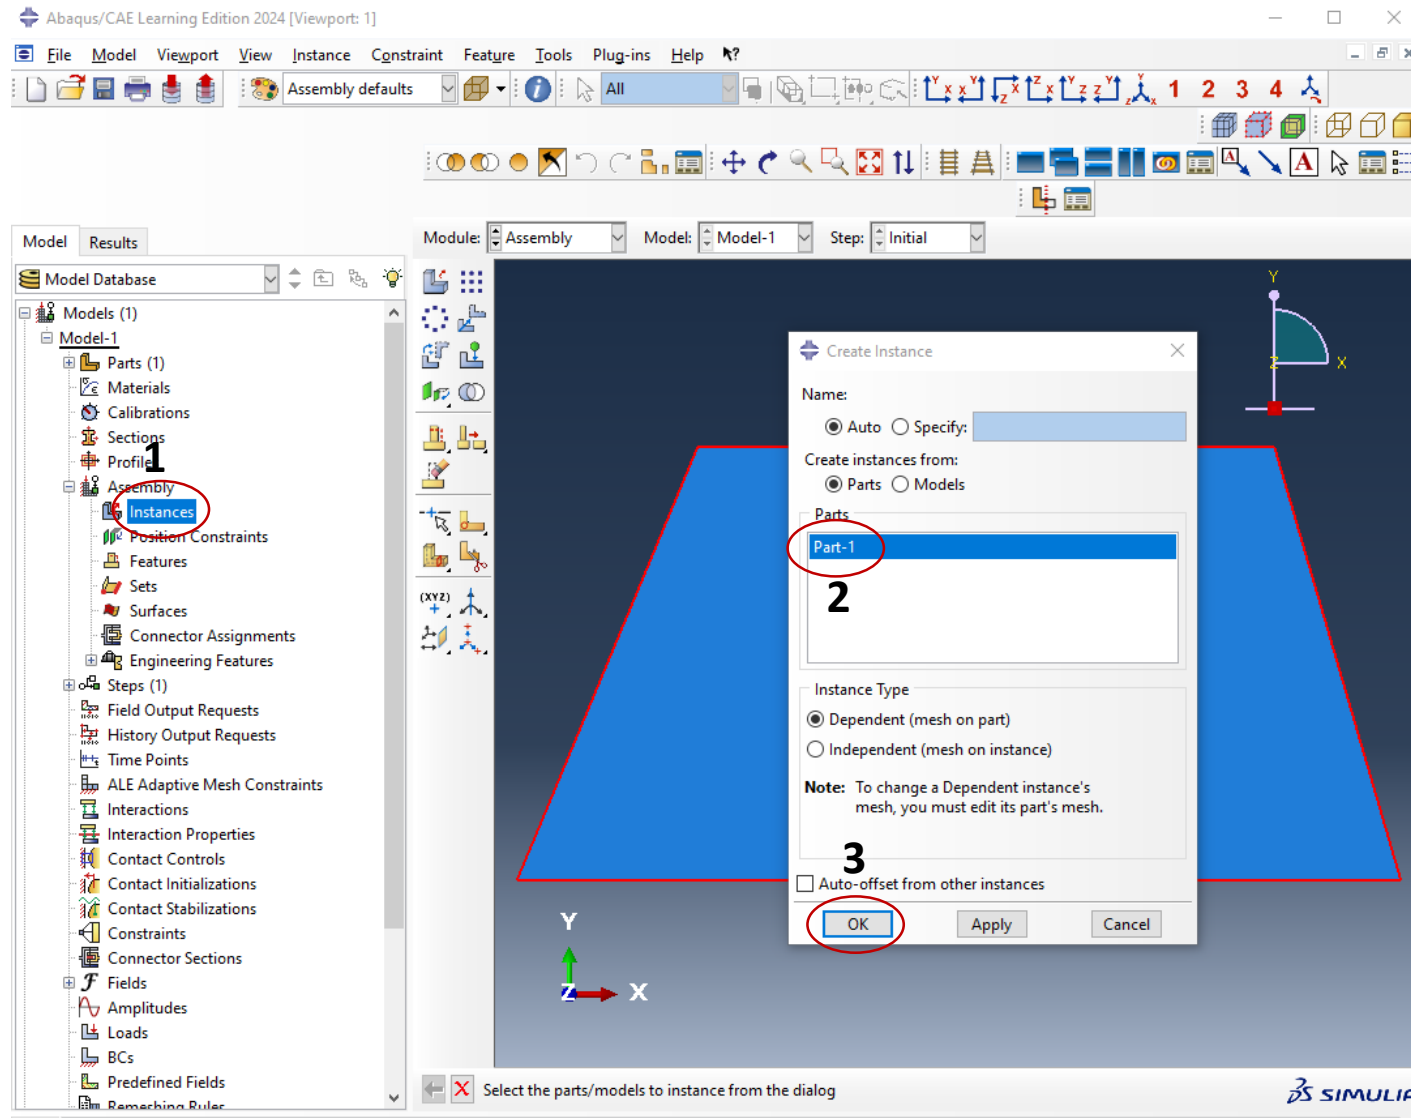 Abaqus/CAE Learning Edition 2024 [Viewport: 1]
File Model Viewport View Instance Constraint Feature Tools Plug-ins Help
Assembly defaults All 1 2 3 4
Model Results
Module: Assembly Model: Model-1 Step: Initial
Model Database
Models (1)
Model-1
Parts (1)
Materials
Calibrations
Sections
Profile
1
Assembly
Instances
Position Constraints
Features
Sets
Surfaces
Connector Assignments
Engineering Features
Steps (1)
Field Output Requests
History Output Requests
Time Points
ALE Adaptive Mesh Constraints
Interactions
Interaction Properties
Contact Controls
Contact Initializations
Contact Stabilizations
Constraints
Connector Sections
Fields
Amplitudes
Loads
BCs
Predefined Fields
Remeshing Rules
(XYZ)
Y
Z X
Create Instance
Name:
Auto Specify:
Create instances from:
Parts Models
Parts
Part-1
2
Instance Type
Dependent (mesh on part)
Independent (mesh on instance)
Note: To change a Dependent instance's
mesh, you must edit its part's mesh.
3
Auto-offset from other instances
OK Apply Cancel
Y
Z X
Select the parts/models to instance from the dialog
SIMULIA